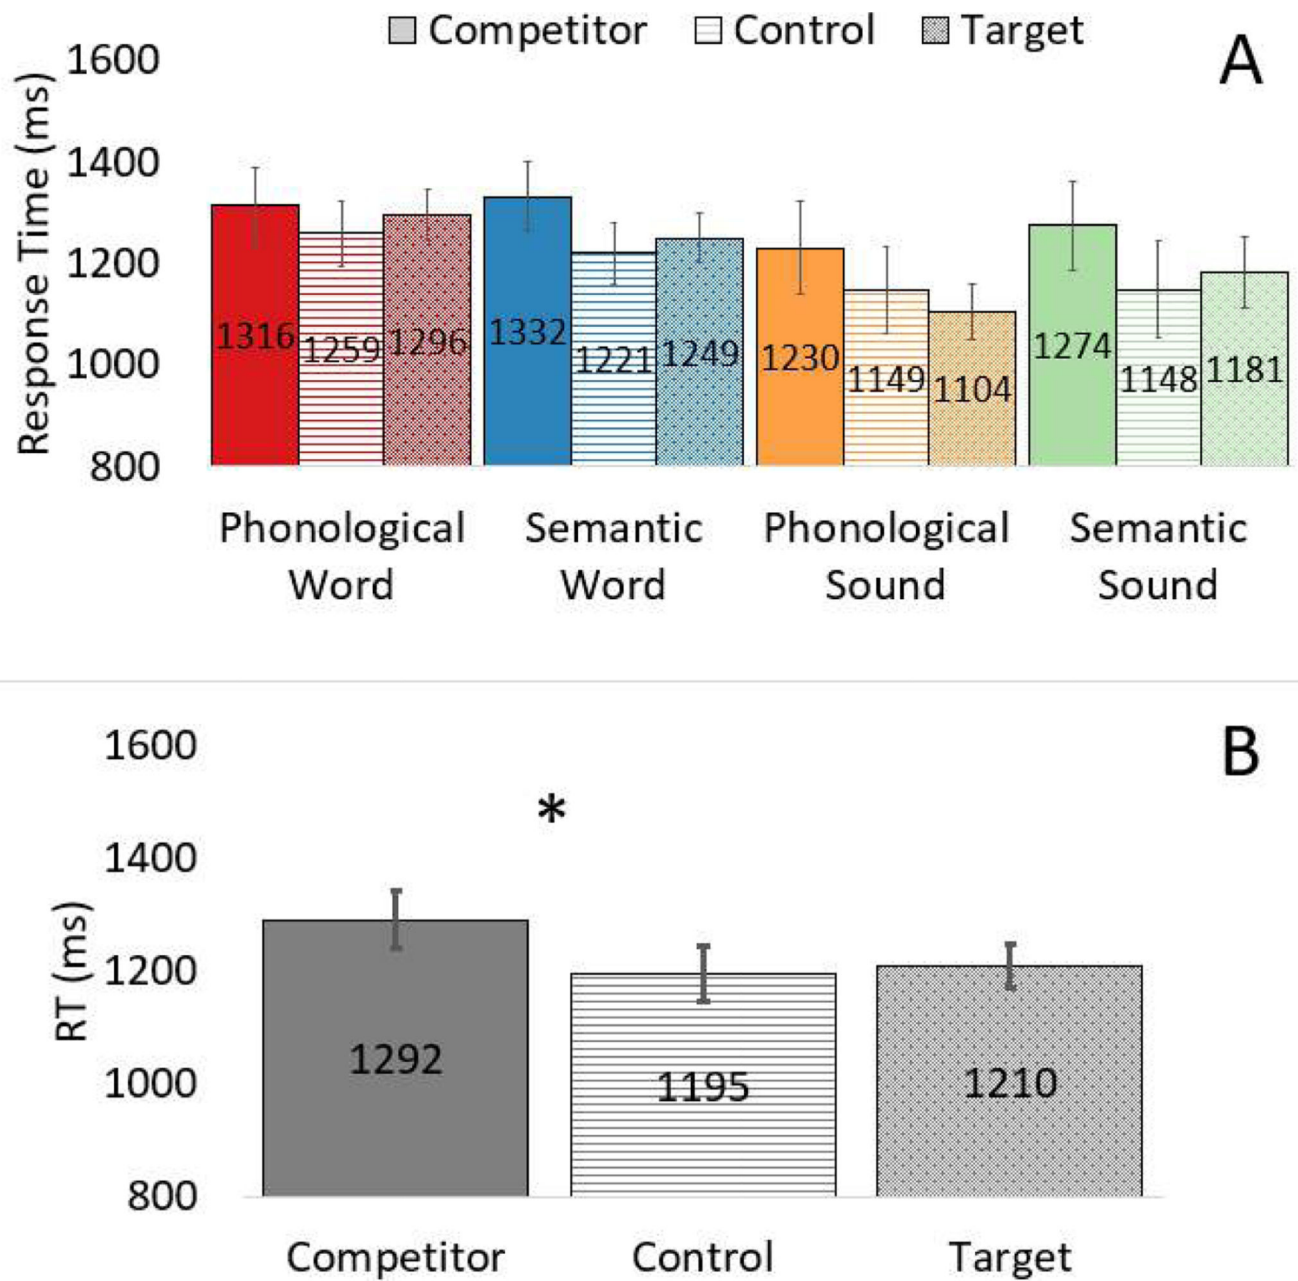 Competitor Control Target
A
Response Time (ms)
1600
1400
1200
1000
800
1316 1259 1296 1332 1221 1249 1230 1149 1104 1274 1148 1181
Phonological Semantic Phonological Semantic
Word Word Sound Sound
B
RT (ms)
1600
*
1400
1200
1000
800
1292 1195 1210
Competitor Control Target